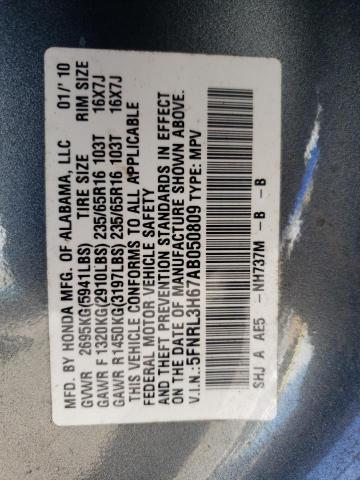 MFD. BY HONDA MFG. OF ALABAMA, LLC 01/'10
GVWR 2695KG(5941LBS) TIRE SIZE RIM SIZE
GAWR F 1320KG(2910LBS) 235/65R16 103T 16X7J
GAWR R1450KG(3197LBS) 235/65R16 103T 16X7J
THIS VEHICLE CONFORMS TO ALL APPLICABLE
FEDERAL MOTOR VEHICLE SAFETY
AND THEFT PREVENTION STANDARDS IN EFFECT
ON THE DATE OF MANUFACTURE SHOWN ABOVE.
V.I.N.:5FNRL3H67AB050809 TYPE: MPV
SHJ A AE5 -NH737M - B - B